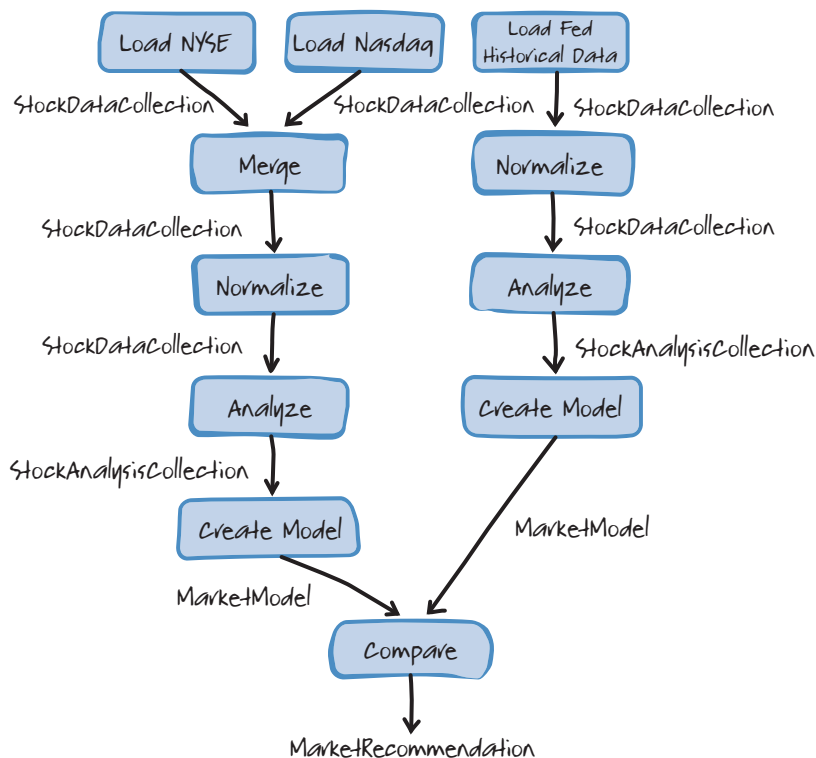 Load NYSE
Load Nasdaq
Load Fed
Historical Data
StockDataCollection
StockDataCollection
StockDataCollection
Merge
Normalize
StockDataCollection
StockDataCollection
Normalize
Analyze
StockDataCollection
StockAnalysisCollection
Analyze
Create Model
StockAnalysisCollection
Create Model
MarketModel
MarketModel
Compare
MarketRecommendation